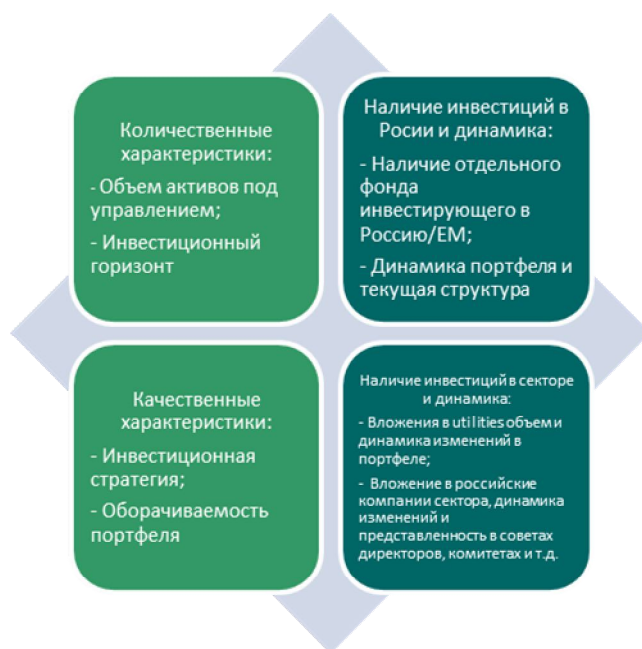 Количественные
характеристики:
- Объем активов под
управлением;
- Инвестиционный
горизонт
Наличие инвестиций в
Росии и динамика:
- Наличие отдельного
фонда
инвестирующего в
Россию/ЕМ;
- Динамика портфеля и
текущая структура
Качественные
характеристики:
- Инвестиционная
стратегия;
- Оборачиваемость
портфеля
Наличие инвестиций в секторе
и динамика:
- Вложения в utilities объем и
динамика изменений в
портфеле;
- Вложение в российские
компании сектора, динамика
изменений и
представленность в советах
директоров, комитетах и т.д.